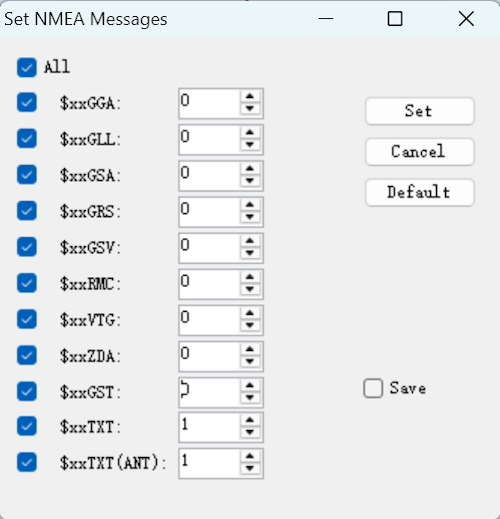 Set NMEA Messages
All
$xxGGA: 0
Set
$xxGLL: 0
Cancel
$xxGSA: 0
Default
$xxGRS: 0
$xxGSV: 0
$xxRMC: 0
$xxVTG: 0
$xxZDA: 0
$xxGST:
Save
$xxTXT: 1
$xxTXT(ANT): 1